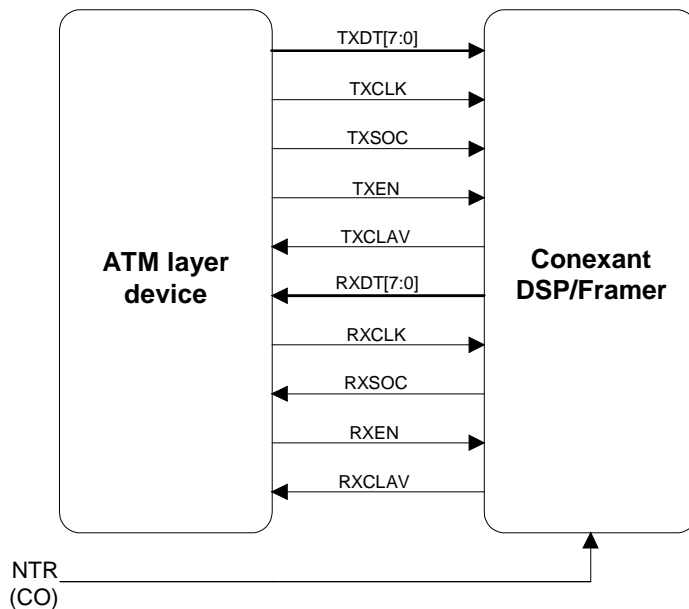 TXDT[7:0]
TXCLK
TXSOC
TXEN
TXCLAV
ATM layer
device
RXDT[7:0]
Conexant
DSP/Framer
RXCLK
RXSOC
RXEN
RXCLAV
NTR
(CO)